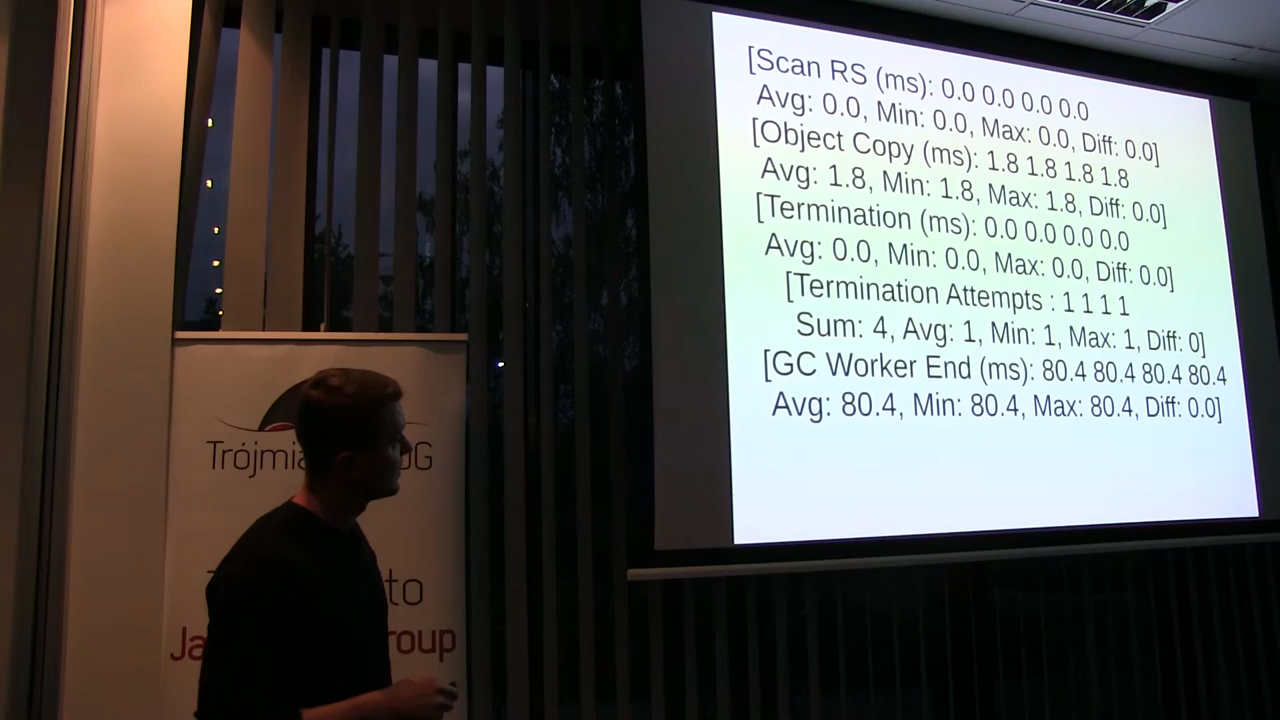 [Scan RS (ms): 0.0 0.0 0.0 0.0
Avg: 0.0, Min: 0.0, Max: 0.0, Diff: 0.0]
[Object Copy (ms): 1.8 1.8 1.8 1.8
Avg: 1.8, Min: 1.8, Max: 1.8, Diff: 0.0]
[Termination (ms): 0.0 0.0 0.0 0.0
Avg: 0.0, Min: 0.0, Max: 0.0, Diff: 0.0]
[Termination Attempts : 1 1 1 1
Sum: 4, Avg: 1, Min: 1, Max: 1, Diff: 0]
[GC Worker End (ms): 80.4 80.4 80.4 80.4
Avg: 80.4, Min: 80.4, Max: 80.4, Diff: 0.0]